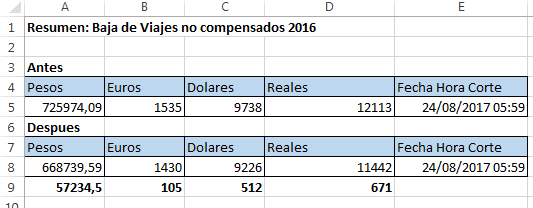 A B C D E
1 Resumen: Baja de Viajes no compensados 2016
2
3 Antes
4 Pesos Euros Dolares Reales Fecha Hora Corte
5 725974,09 1535 9738 12113 24/08/2017 05:59
6 Despues
7 Pesos Euros Dolares Reales Fecha Hora Corte
8 668739,59 1430 9226 11442 24/08/2017 05:59
9 57234,5 105 512 671
10